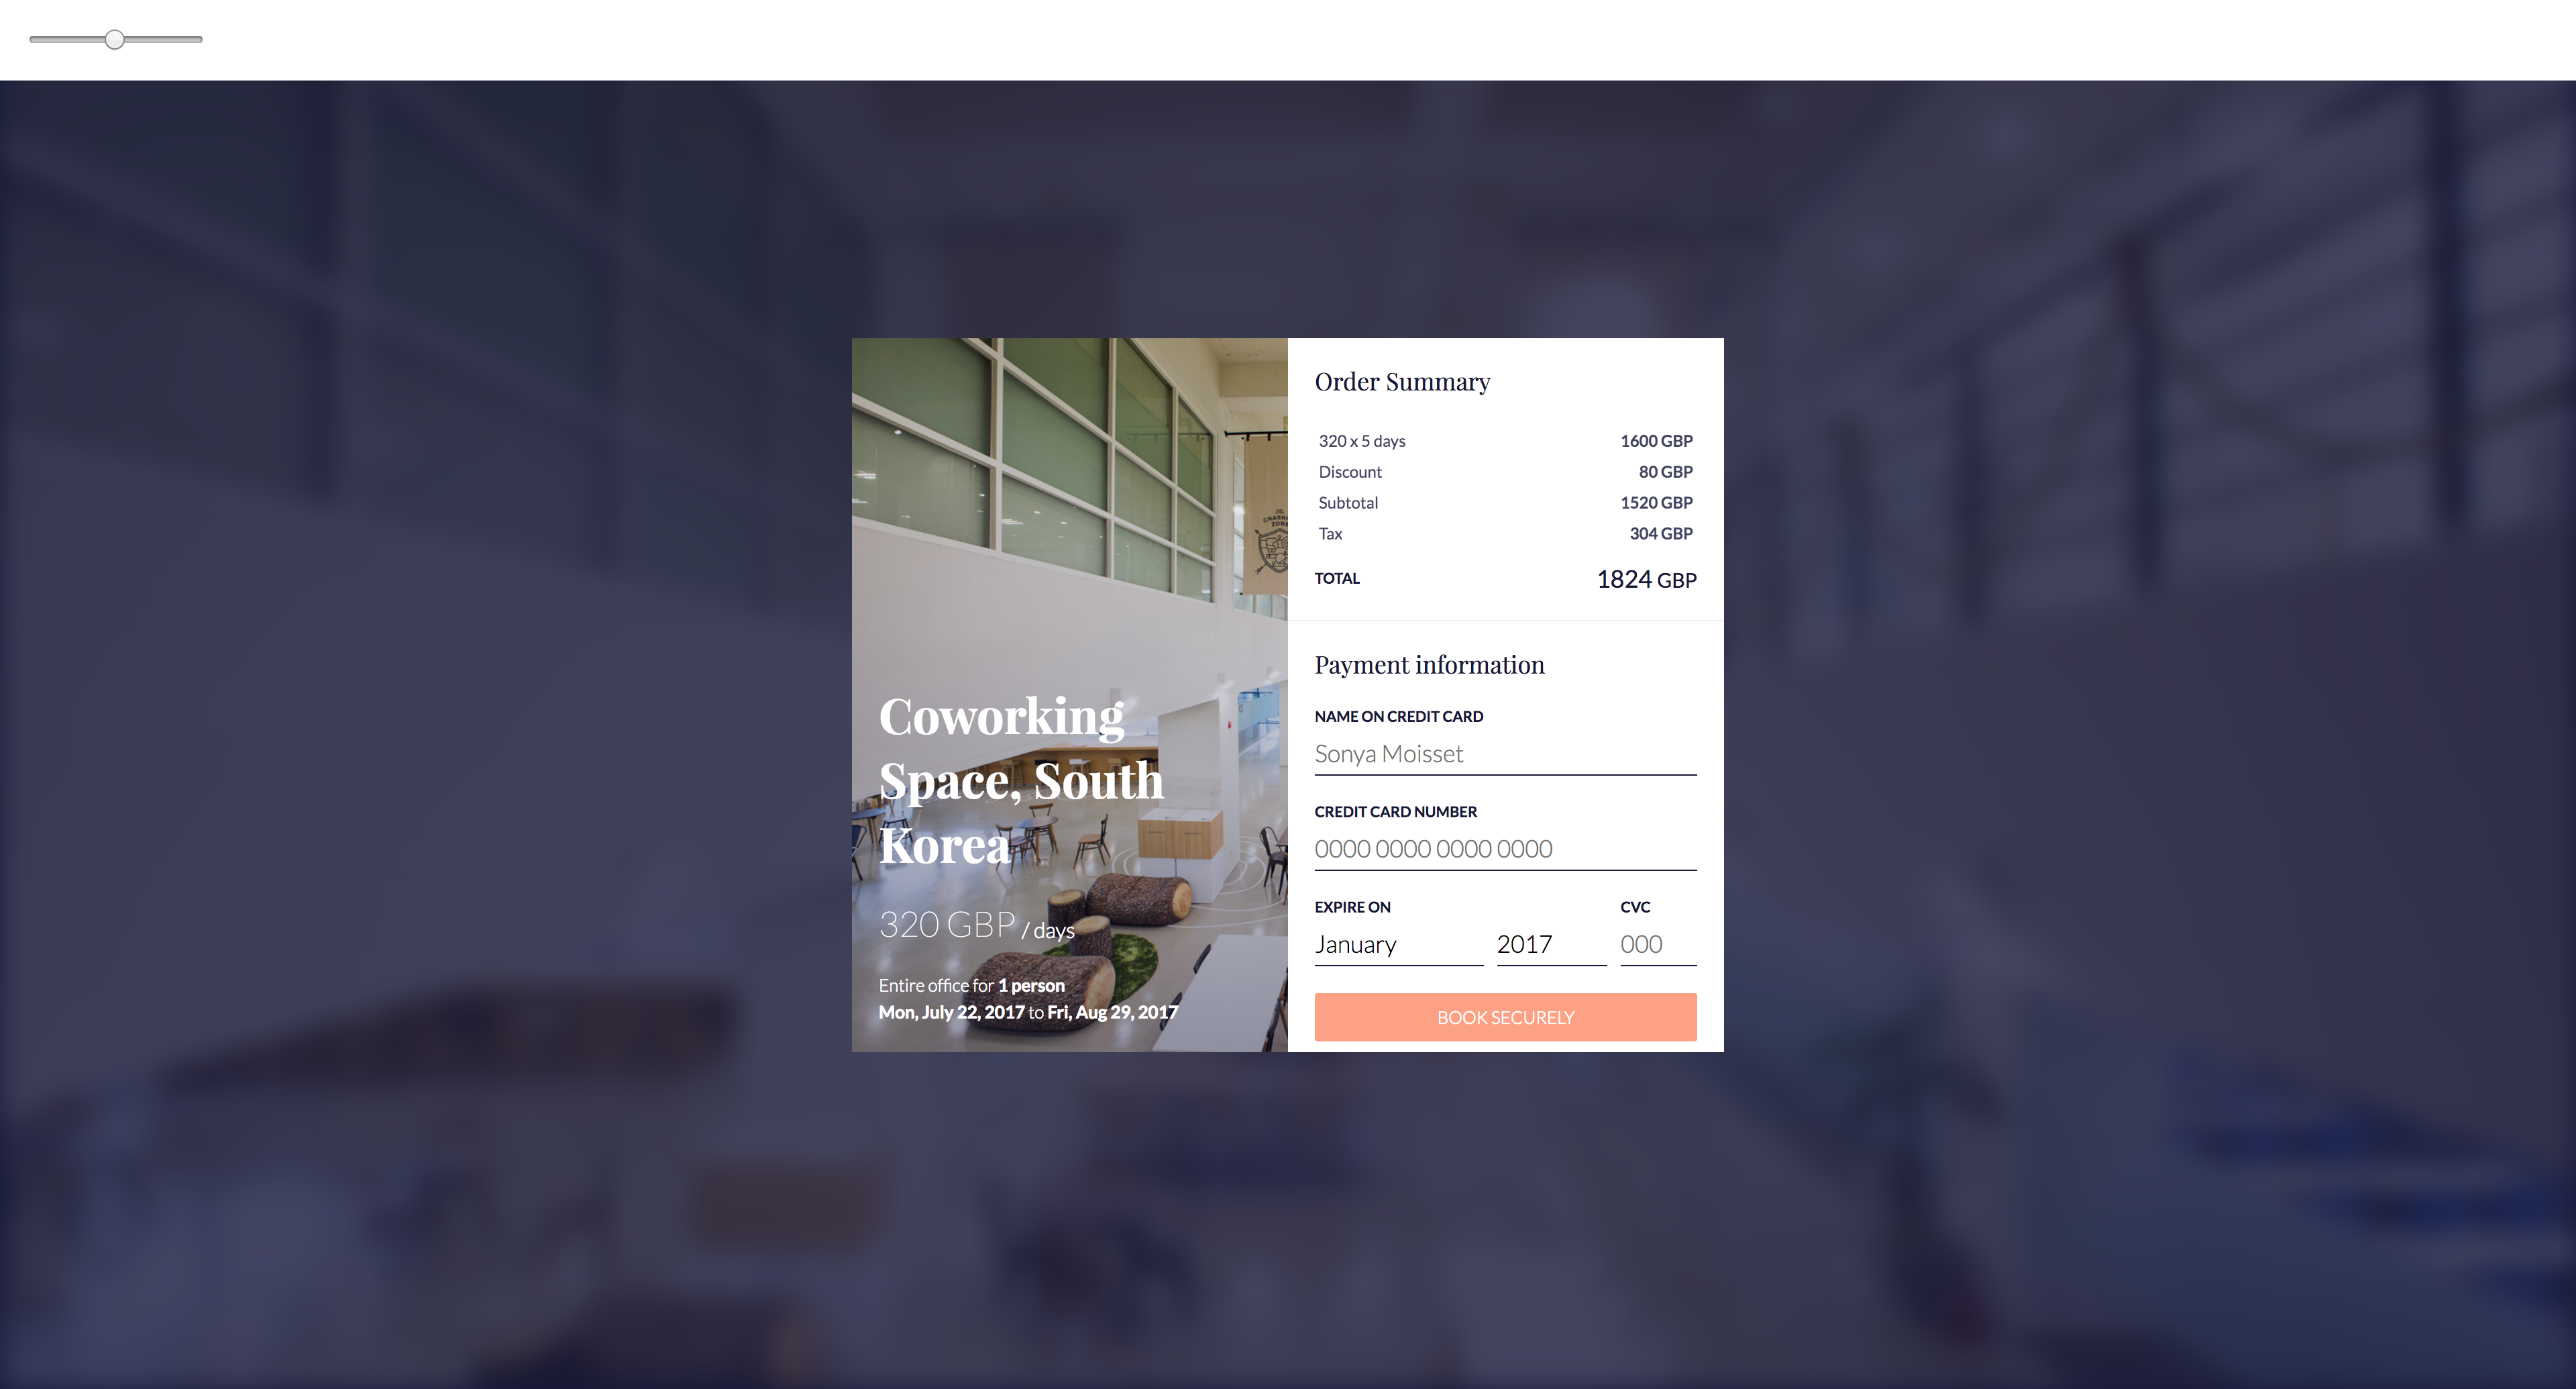 Coworking
Space, South
Korea
320 GBP / days
Entire office for 1 person
Mon, July 22, 2017 to Fri, Aug 29, 2017
Order Summary
320 x 5 days 1600 GBP
Discount 80 GBP
Subtotal 1520 GBP
Tax 304 GBP
TOTAL 1824 GBP
Payment information
NAME ON CREDIT CARD
Sonya Moisset
CREDIT CARD NUMBER
0000 0000 0000 0000
EXPIRE ON CVC
January 2017 000
BOOK SECURELY